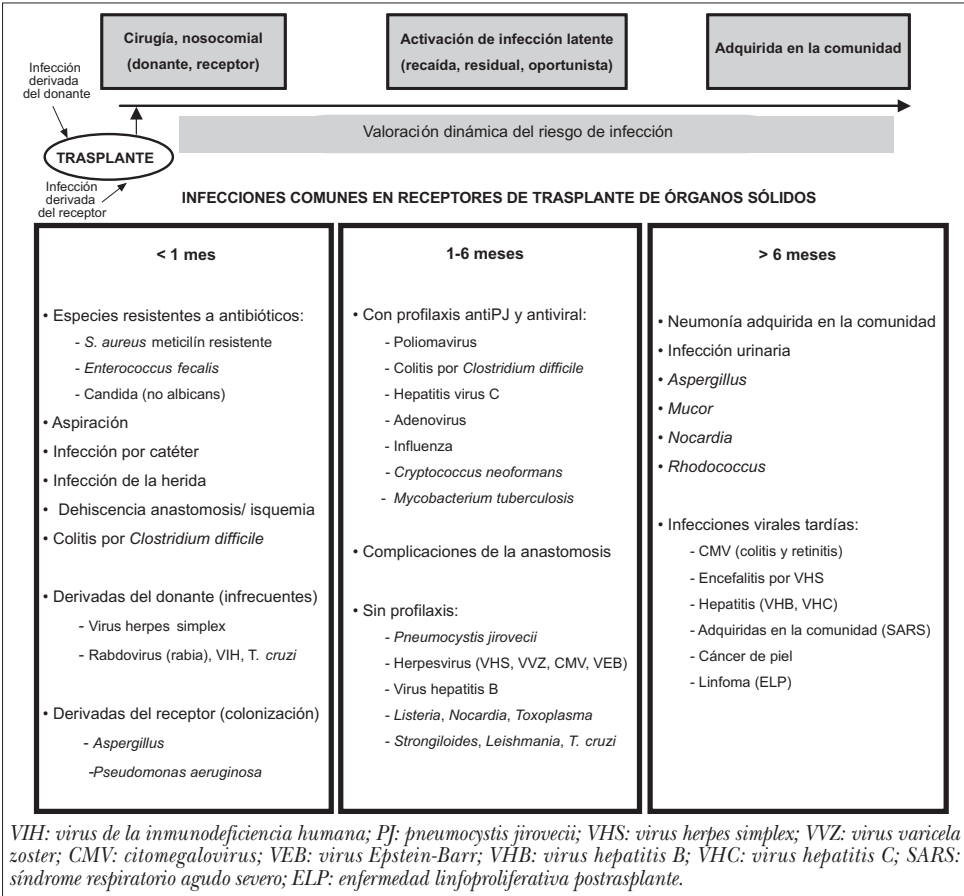 Cirugía, nosocomial
(donante, receptor)
Activación de infección latente
(recaída, residual, oportunista)
Adquirida en la comunidad
Infección
derivada
del donante
Valoración dinámica del riesgo de infección
TRASPLANTE
Infección
derivada
del receptor
INFECCIONES COMUNES EN RECEPTORES DE TRASPLANTE DE ÓRGANOS SÓLIDOS
< 1 mes
• Especies resistentes a antibióticos:
- S. aureus meticilín resistente
- Enterococcus fecalis
- Candida (no albicans)
• Aspiración
• Infección por catéter
• Infección de la herida
• Dehiscencia anastomosis/ isquemia
• Colitis por Clostridium difficile
• Derivadas del donante (infrecuentes)
- Virus herpes simplex
- Rabdovirus (rabia), VIH, T. cruzi
• Derivadas del receptor (colonización)
- Aspergillus
-Pseudomonas aeruginosa
1-6 meses
• Con profilaxis antiPJ y antiviral:
- Poliomavirus
- Colitis por Clostridium difficile
- Hepatitis virus C
- Adenovirus
- Influenza
- Cryptococcus neoformans
- Mycobacterium tuberculosis
• Complicaciones de la anastomosis
• Sin profilaxis:
- Pneumocystis jirovecii
- Herpesvirus (VHS, VVZ, CMV, VEB)
- Virus hepatitis B
- Listeria, Nocardia, Toxoplasma
- Strongiloides, Leishmania, T. cruzi
> 6 meses
• Neumonía adquirida en la comunidad
• Infección urinaria
• Aspergillus
• Mucor
• Nocardia
• Rhodococcus
• Infecciones virales tardías:
- CMV (colitis y retinitis)
- Encefalitis por VHS
- Hepatitis (VHB, VHC)
- Adquiridas en la comunidad (SARS)
- Cáncer de piel
- Linfoma (ELP)
VIH: virus de la inmunodeficiencia humana; PJ: pneumocystis jirovecii; VHS: virus herpes simplex; VVZ: virus varicela
zoster; CMV: citomegalovirus; VEB: virus Epstein-Barr; VHB: virus hepatitis B; VHC: virus hepatitis C; SARS:
síndrome respiratorio agudo severo; ELP: enfermedad linfoproliferativa postrasplante.